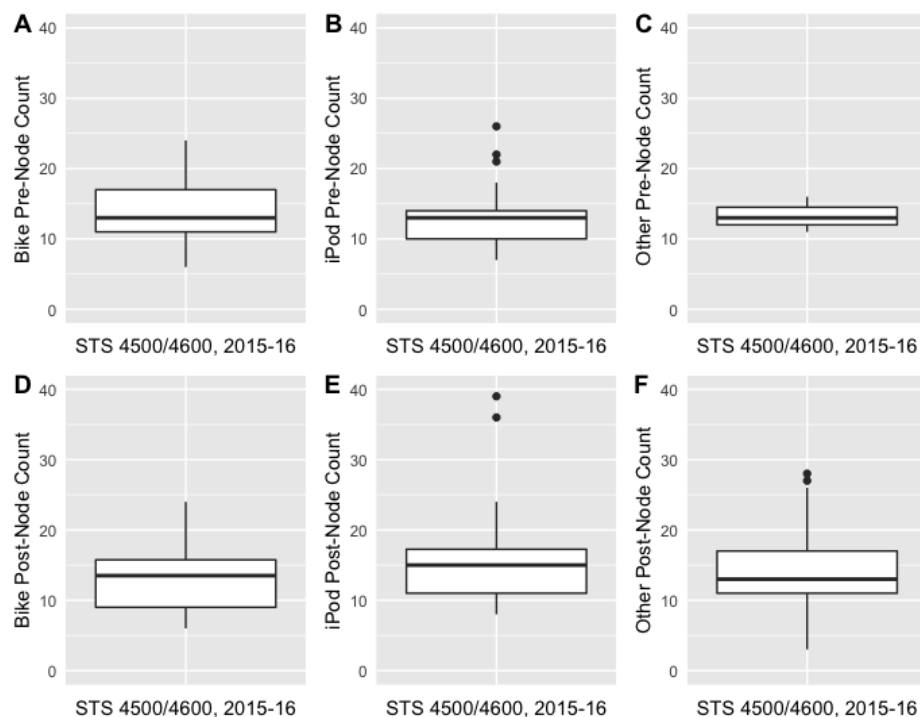 A
Bike Pre-Node Count
40
30
20
10
0
STS 4500/4600, 2015-16
B
iPod Pre-Node Count
40
30
20
10
0
STS 4500/4600, 2015-16
C
Other Pre-Node Count
40
30
20
10
0
STS 4500/4600, 2015-16
D
Bike Post-Node Count
40
30
20
10
0
STS 4500/4600, 2015-16
E
iPod Post-Node Count
40
30
20
10
0
STS 4500/4600, 2015-16
F
Other Post-Node Count
40
30
20
10
0
STS 4500/4600, 2015-16